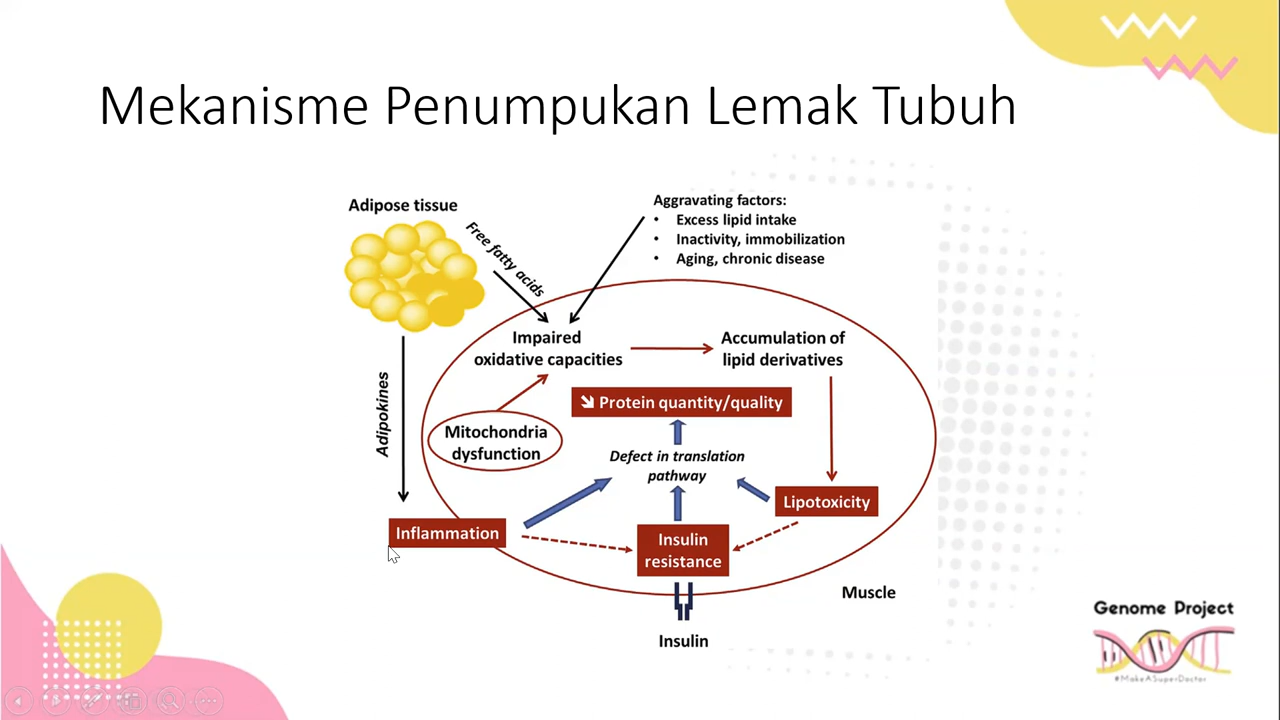 Mekanisme Penumpukan Lemak Tubuh
Adipose tissue
Free fatty acids
Aggravating factors:
• Excess lipid intake
• Inactivity, immobilization
• Aging, chronic disease
Impaired
oxidative capacities
Accumulation of
lipid derivatives
Adipokines
Protein quantity/quality
Mitochondria
dysfunction
Defect in translation
pathway
Lipotoxicity
Inflammation
Insulin
resistance
Muscle
Insulin
Genome Project
#MakeASuperDoctor